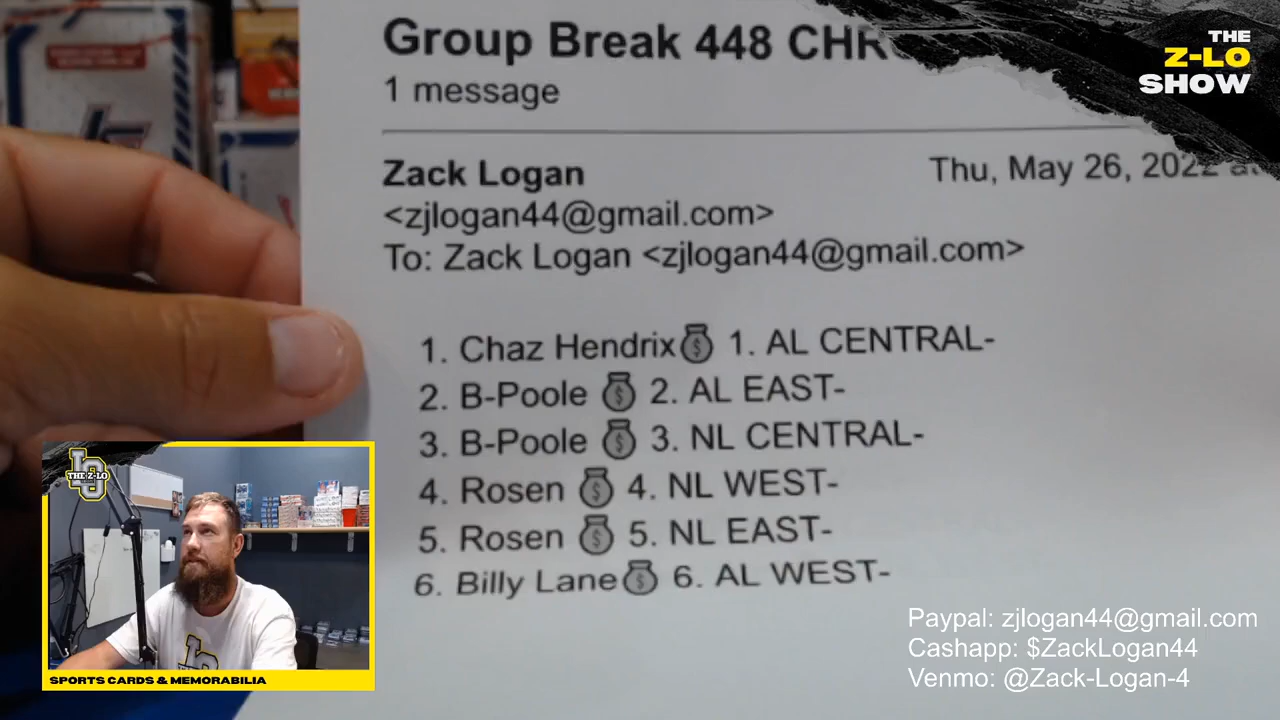 Group Break 448
1 message
Zack Logan
Thu, May 26, 2022
<zjlogan44@gmail.com>
To: Zack Logan <zjlogan44@gmail.com>
1. Chaz Hendrix 1. AL CENTRAL-
2. B-Poole 2. AL EAST-
3. B-Poole 3. NL CENTRAL-
4. Rosen 4. NL WEST-
5. Rosen 5. NL EAST-
6. Billy Lane 6. AL WEST-
THE
Z-LO
SHOW
THE Z-LO
SPORTS CARDS & MEMORABILIA
Paypal: zjlogan44@gmail.com
Cashapp: $ZackLogan44
Venmo: @Zack-Logan-4